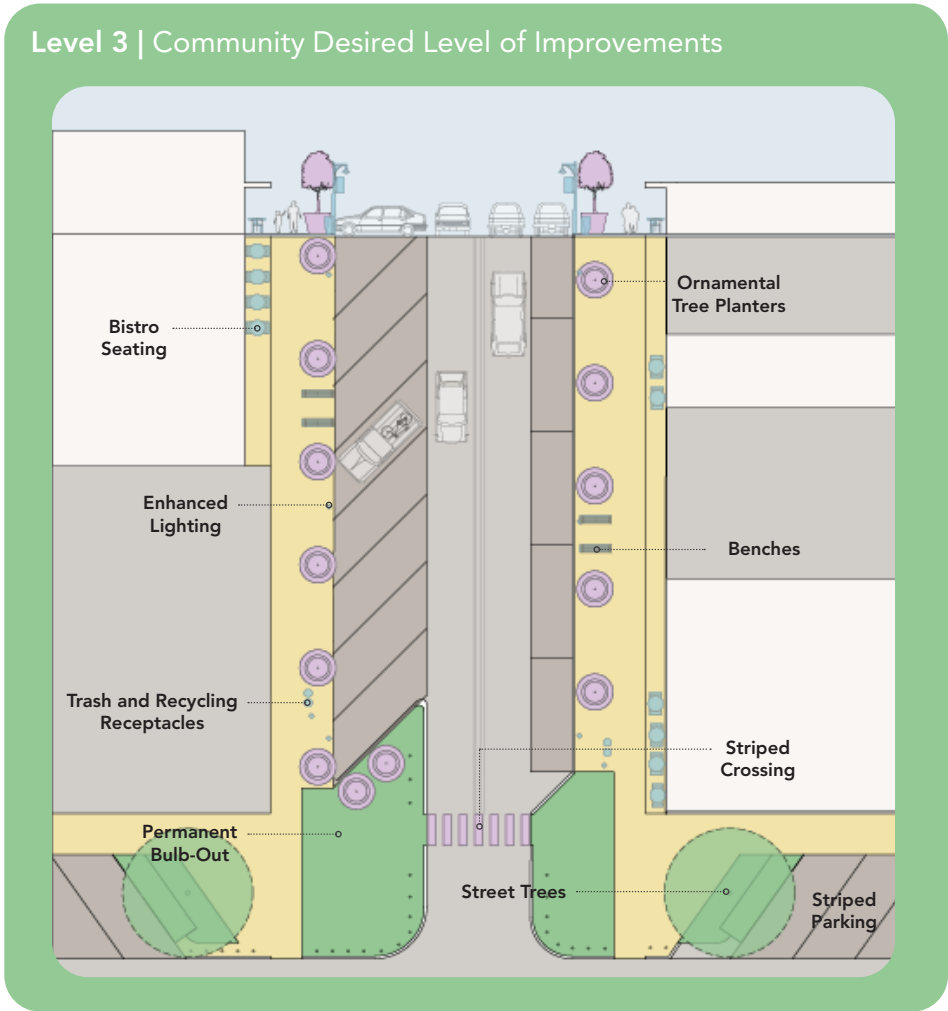 Level 3 | Community Desired Level of Improvements
Ornamental
Tree Planters
Bistro
Seating
Enhanced
Lighting
Benches
Trash and Recycling
Receptacles
Striped
Crossing
Permanent
Bulb-Out
Street Trees
Striped
Parking